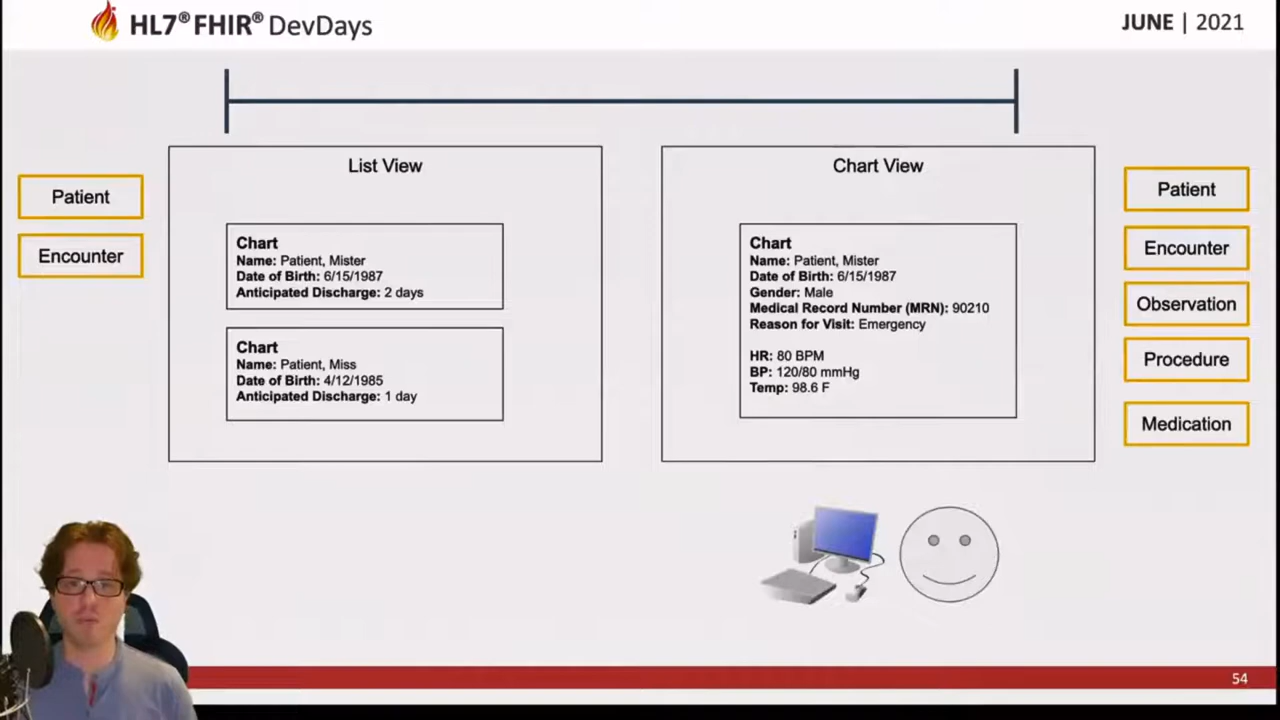 HL7® FHIR® DevDays
JUNE | 2021
List View
Chart View
Patient
Encounter
Chart
Name: Patient, Mister
Date of Birth: 6/15/1987
Anticipated Discharge: 2 days
Chart
Name: Patient, Miss
Date of Birth: 4/12/1985
Anticipated Discharge: 1 day
Chart
Name: Patient, Mister
Date of Birth: 6/15/1987
Gender: Male
Medical Record Number (MRN): 90210
Reason for Visit: Emergency
HR: 80 BPM
BP: 120/80 mmHg
Temp: 98.6 F
Patient
Encounter
Observation
Procedure
Medication
54